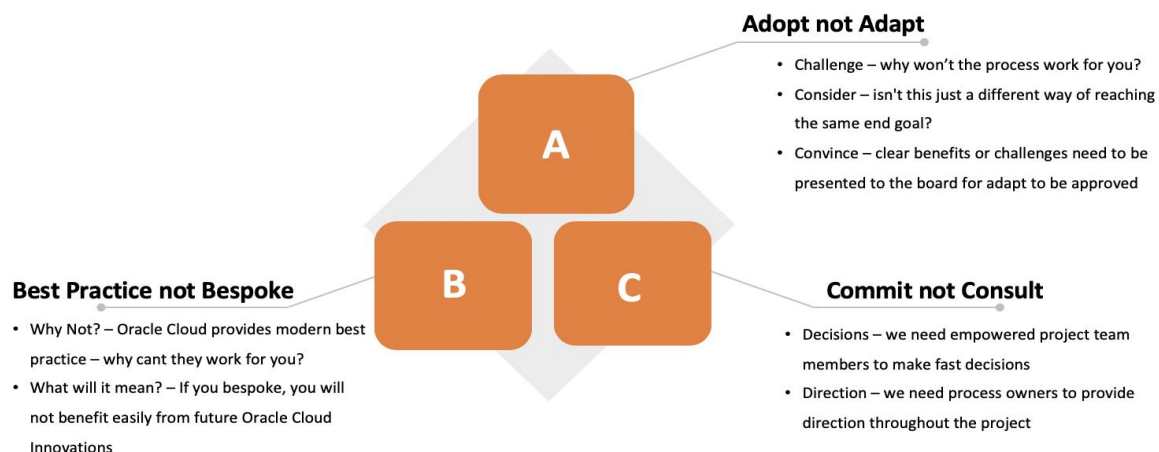 Adopt not Adapt
• Challenge – why won’t the process work for you?
• Consider – isn't this just a different way of reaching
the same end goal?
• Convince – clear benefits or challenges need to be
presented to the board for adapt to be approved
A
B
C
Best Practice not Bespoke
• Why Not? – Oracle Cloud provides modern best
practice – why cant they work for you?
• What will it mean? – If you bespoke, you will
not benefit easily from future Oracle Cloud
Innovations
Commit not Consult
• Decisions – we need empowered project team
members to make fast decisions
• Direction – we need process owners to provide
direction throughout the project